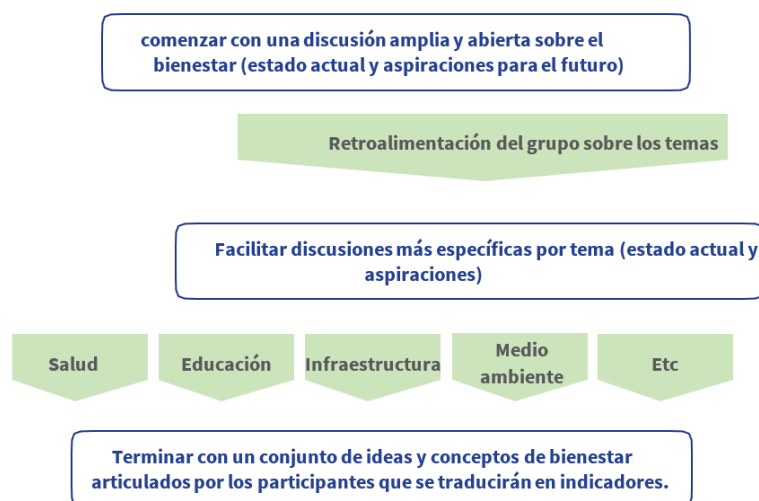 comenzar con una discusión amplia y abierta sobre el
bienestar (estado actual y aspiraciones para el futuro)
Retroalimentación del grupo sobre los temas
Facilitar discusiones más específicas por tema (estado actual y
aspiraciones)
Salud
Educación
Infraestructura
Medio
ambiente
Etc
Terminar con un conjunto de ideas y conceptos de bienestar
articulados por los participantes que se traducirán en indicadores.